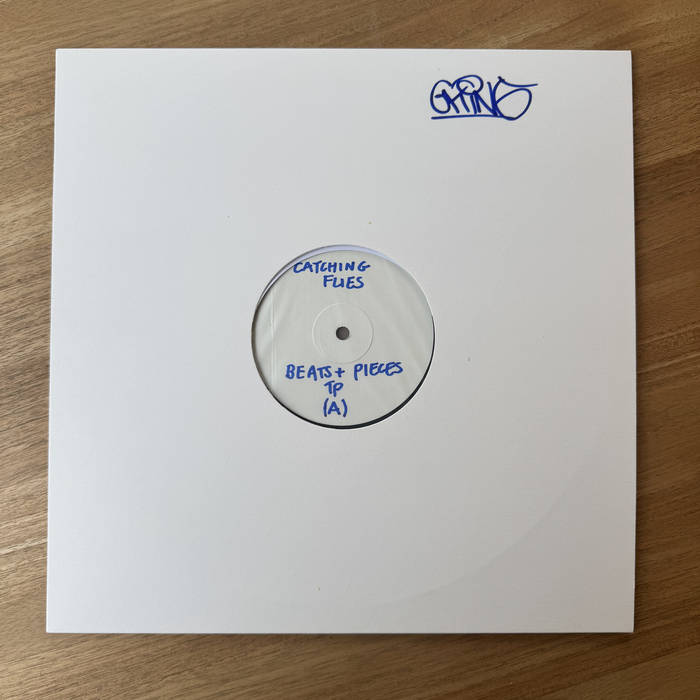 CATCHING
FLIES
BEATS + PIECES
TP
(A)